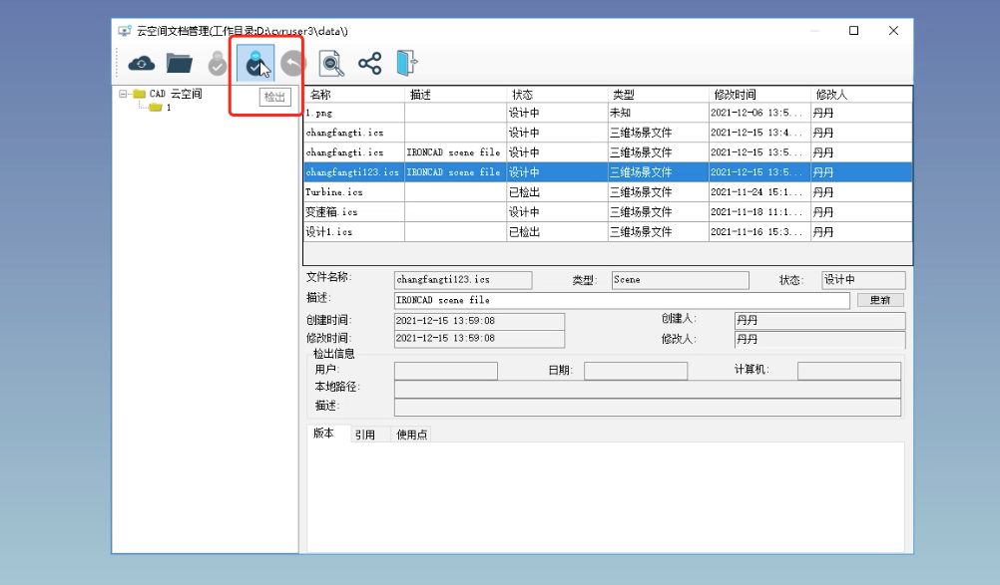 云空间文档管理(工作目录:D:\cyruser3\data\)
检出
CAD 云空间
1
名称 描述 状态 类型 修改时间 修改人
1.png 设计中 未知 2021-12-06 13:5... 丹丹
changfangti.ics 设计中 三维场景文件 2021-12-15 13:4... 丹丹
changfangti.ics IRONCAD scene file 设计中 三维场景文件 2021-12-15 13:5... 丹丹
changfangti123.ics IRONCAD scene file 设计中 三维场景文件 2021-12-15 13:5... 丹丹
Turbine.ics 已检出 三维场景文件 2021-11-24 15:1... 丹丹
变速箱.ics 设计中 三维场景文件 2021-11-18 11:1... 丹丹
设计1.ics 已检出 三维场景文件 2021-11-16 15:3... 丹丹
文件名称: changfangti123.ics 类型: Scene 状态: 设计中
描述: IRONCAD scene file 更新
创建时间: 2021-12-15 13:59:08 创建人: 丹丹
修改时间: 2021-12-15 13:59:08 修改人: 丹丹
检出信息
用户: 日期: 计算机:
本地路径:
描述:
版本 引用 使用点